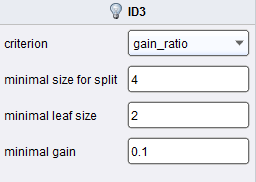 ID3
criterion gain_ratio
minimal size for split 4
minimal leaf size 2
minimal gain 0.1